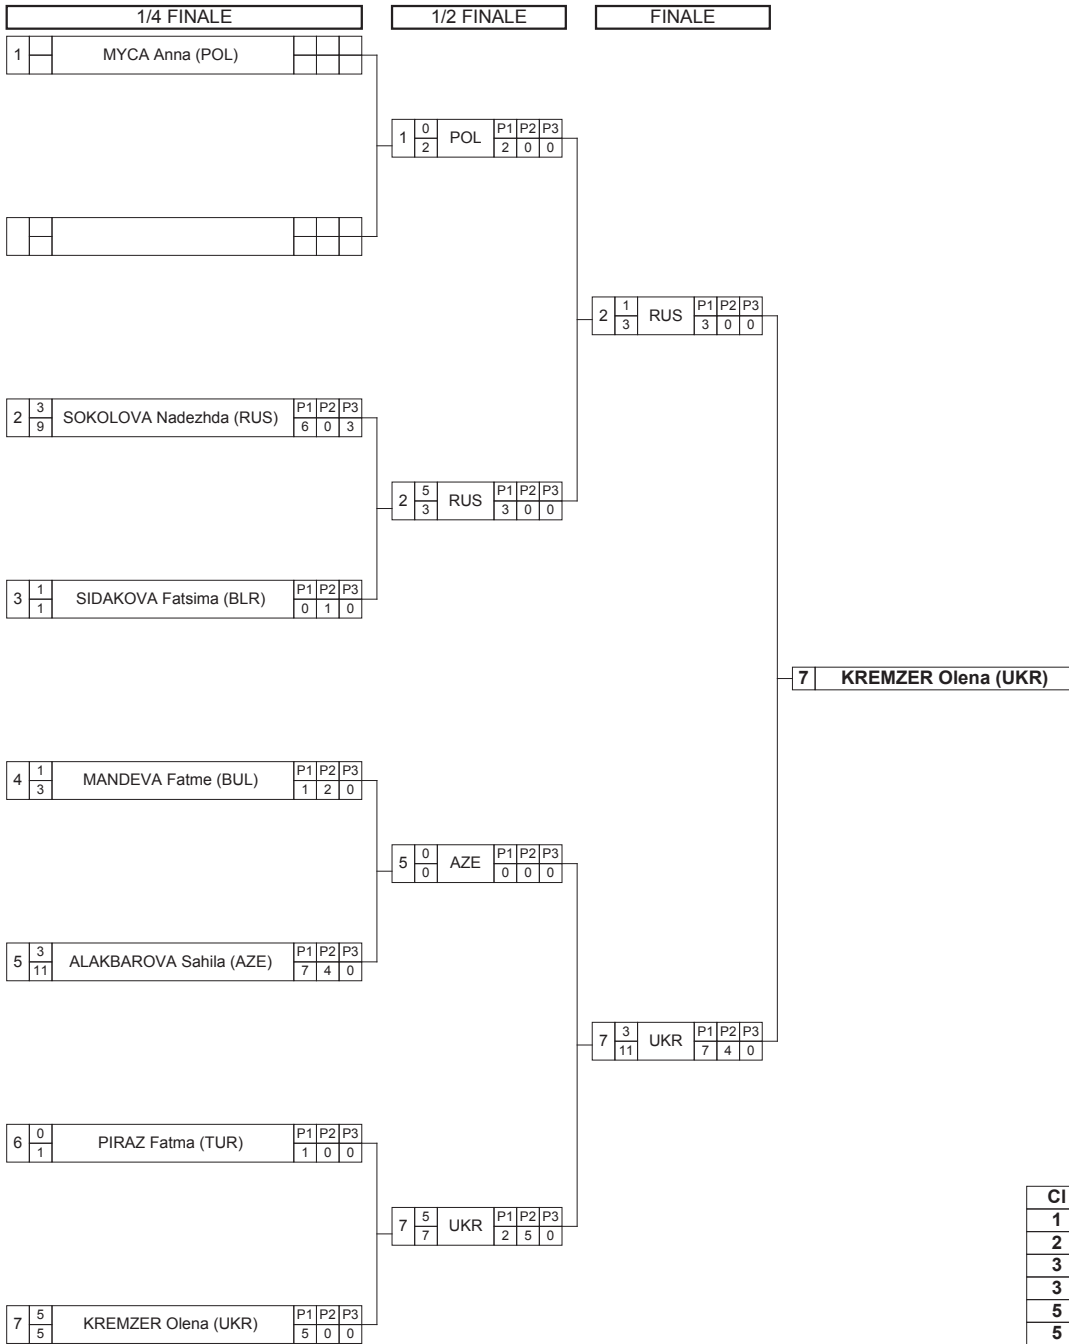 1/4 FINALE 1/2 FINALE FINALE
1 MYCA Anna (POL)
1 0 2 POL P1 P2 P3 2 0 0
2 1 3 RUS P1 P2 P3 3 0 0
2 3 9 SOKOLOVA Nadezhda (RUS) P1 P2 P3 6 0 3
2 5 3 RUS P1 P2 P3 3 0 0
3 1 1 SIDAKOVA Fatsima (BLR) P1 P2 P3 0 1 0
7 KREMZER Olena (UKR)
4 1 3 MANDEVA Fatme (BUL) P1 P2 P3 1 2 0
5 0 0 AZE P1 P2 P3 0 0 0
5 3 11 ALAKBAROVA Sahila (AZE) P1 P2 P3 7 4 0
7 3 11 UKR P1 P2 P3 7 4 0
6 0 1 PIRAZ Fatma (TUR) P1 P2 P3 1 0 0
7 5 7 UKR P1 P2 P3 2 5 0
7 5 5 KREMZER Olena (UKR) P1 P2 P3 5 0 0
Cl
1
2
3
3
5
5